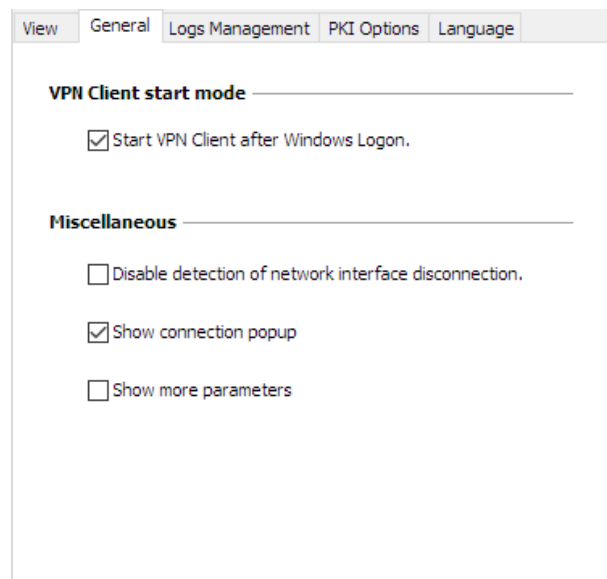 View General Logs Management PKI Options Language
VPN Client start mode
Start VPN Client after Windows Logon.
Miscellaneous
Disable detection of network interface disconnection.
Show connection popup
Show more parameters